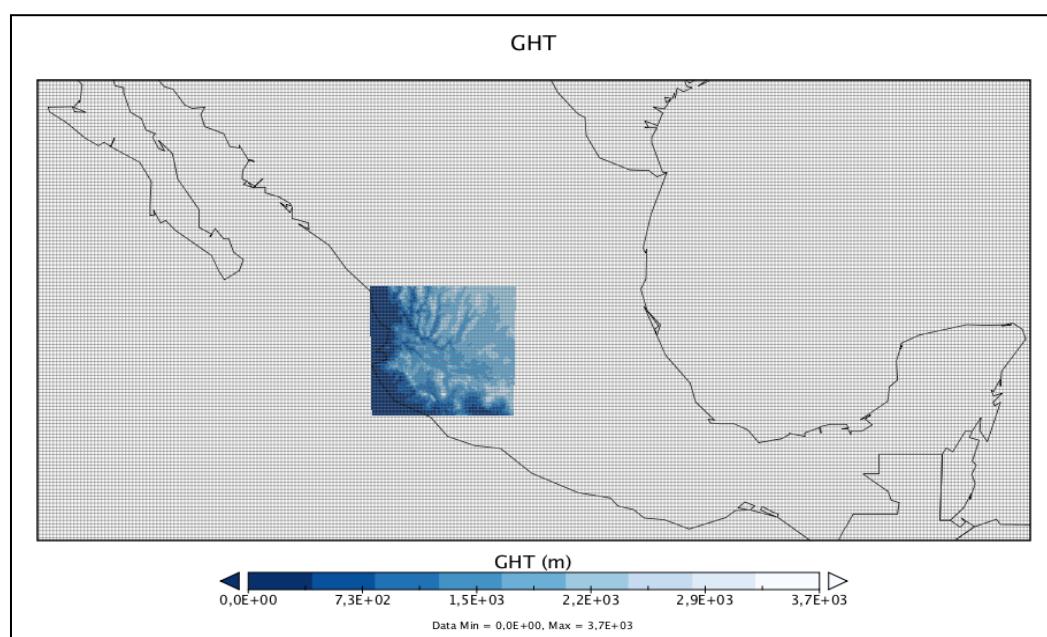 GHT
GHT (m)
0,0E+00 7,3E+02 1,5E+03 2,2E+03 2,9E+03 3,7E+03
Data Min = 0,0E+00, Max = 3,7E+03